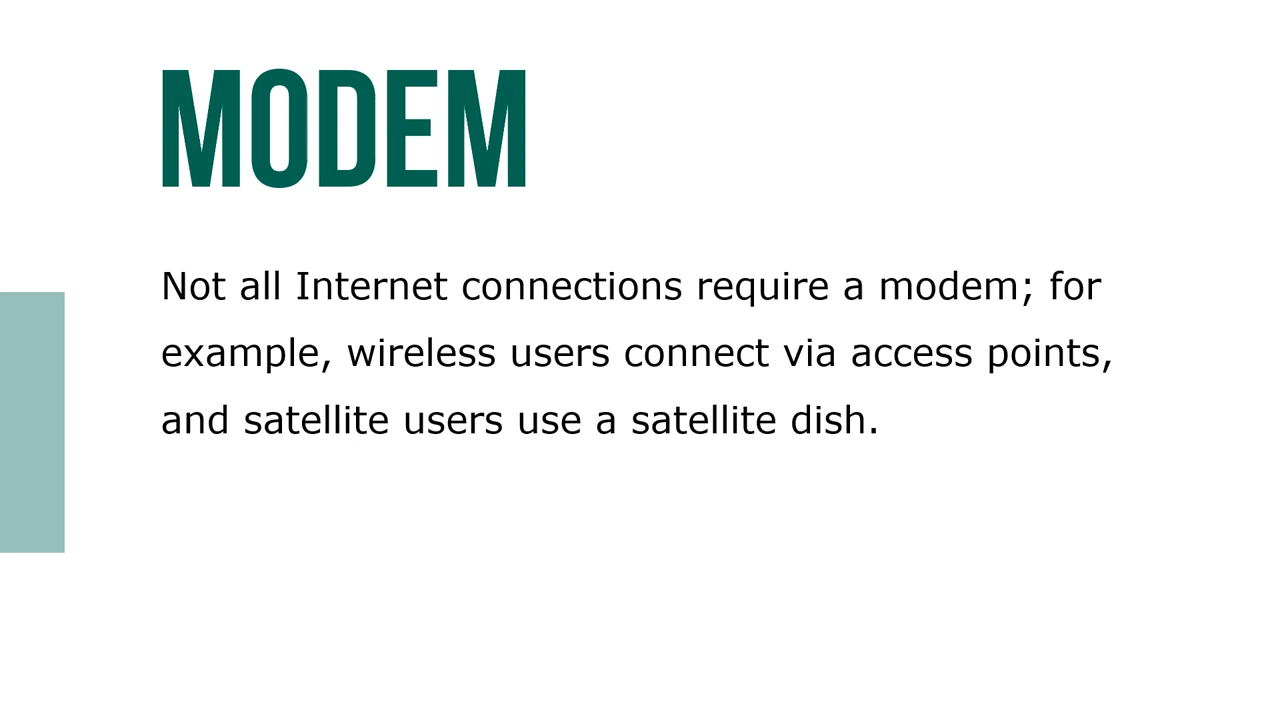 MODEM
Not all Internet connections require a modem; for
example, wireless users connect via access points,
and satellite users use a satellite dish.